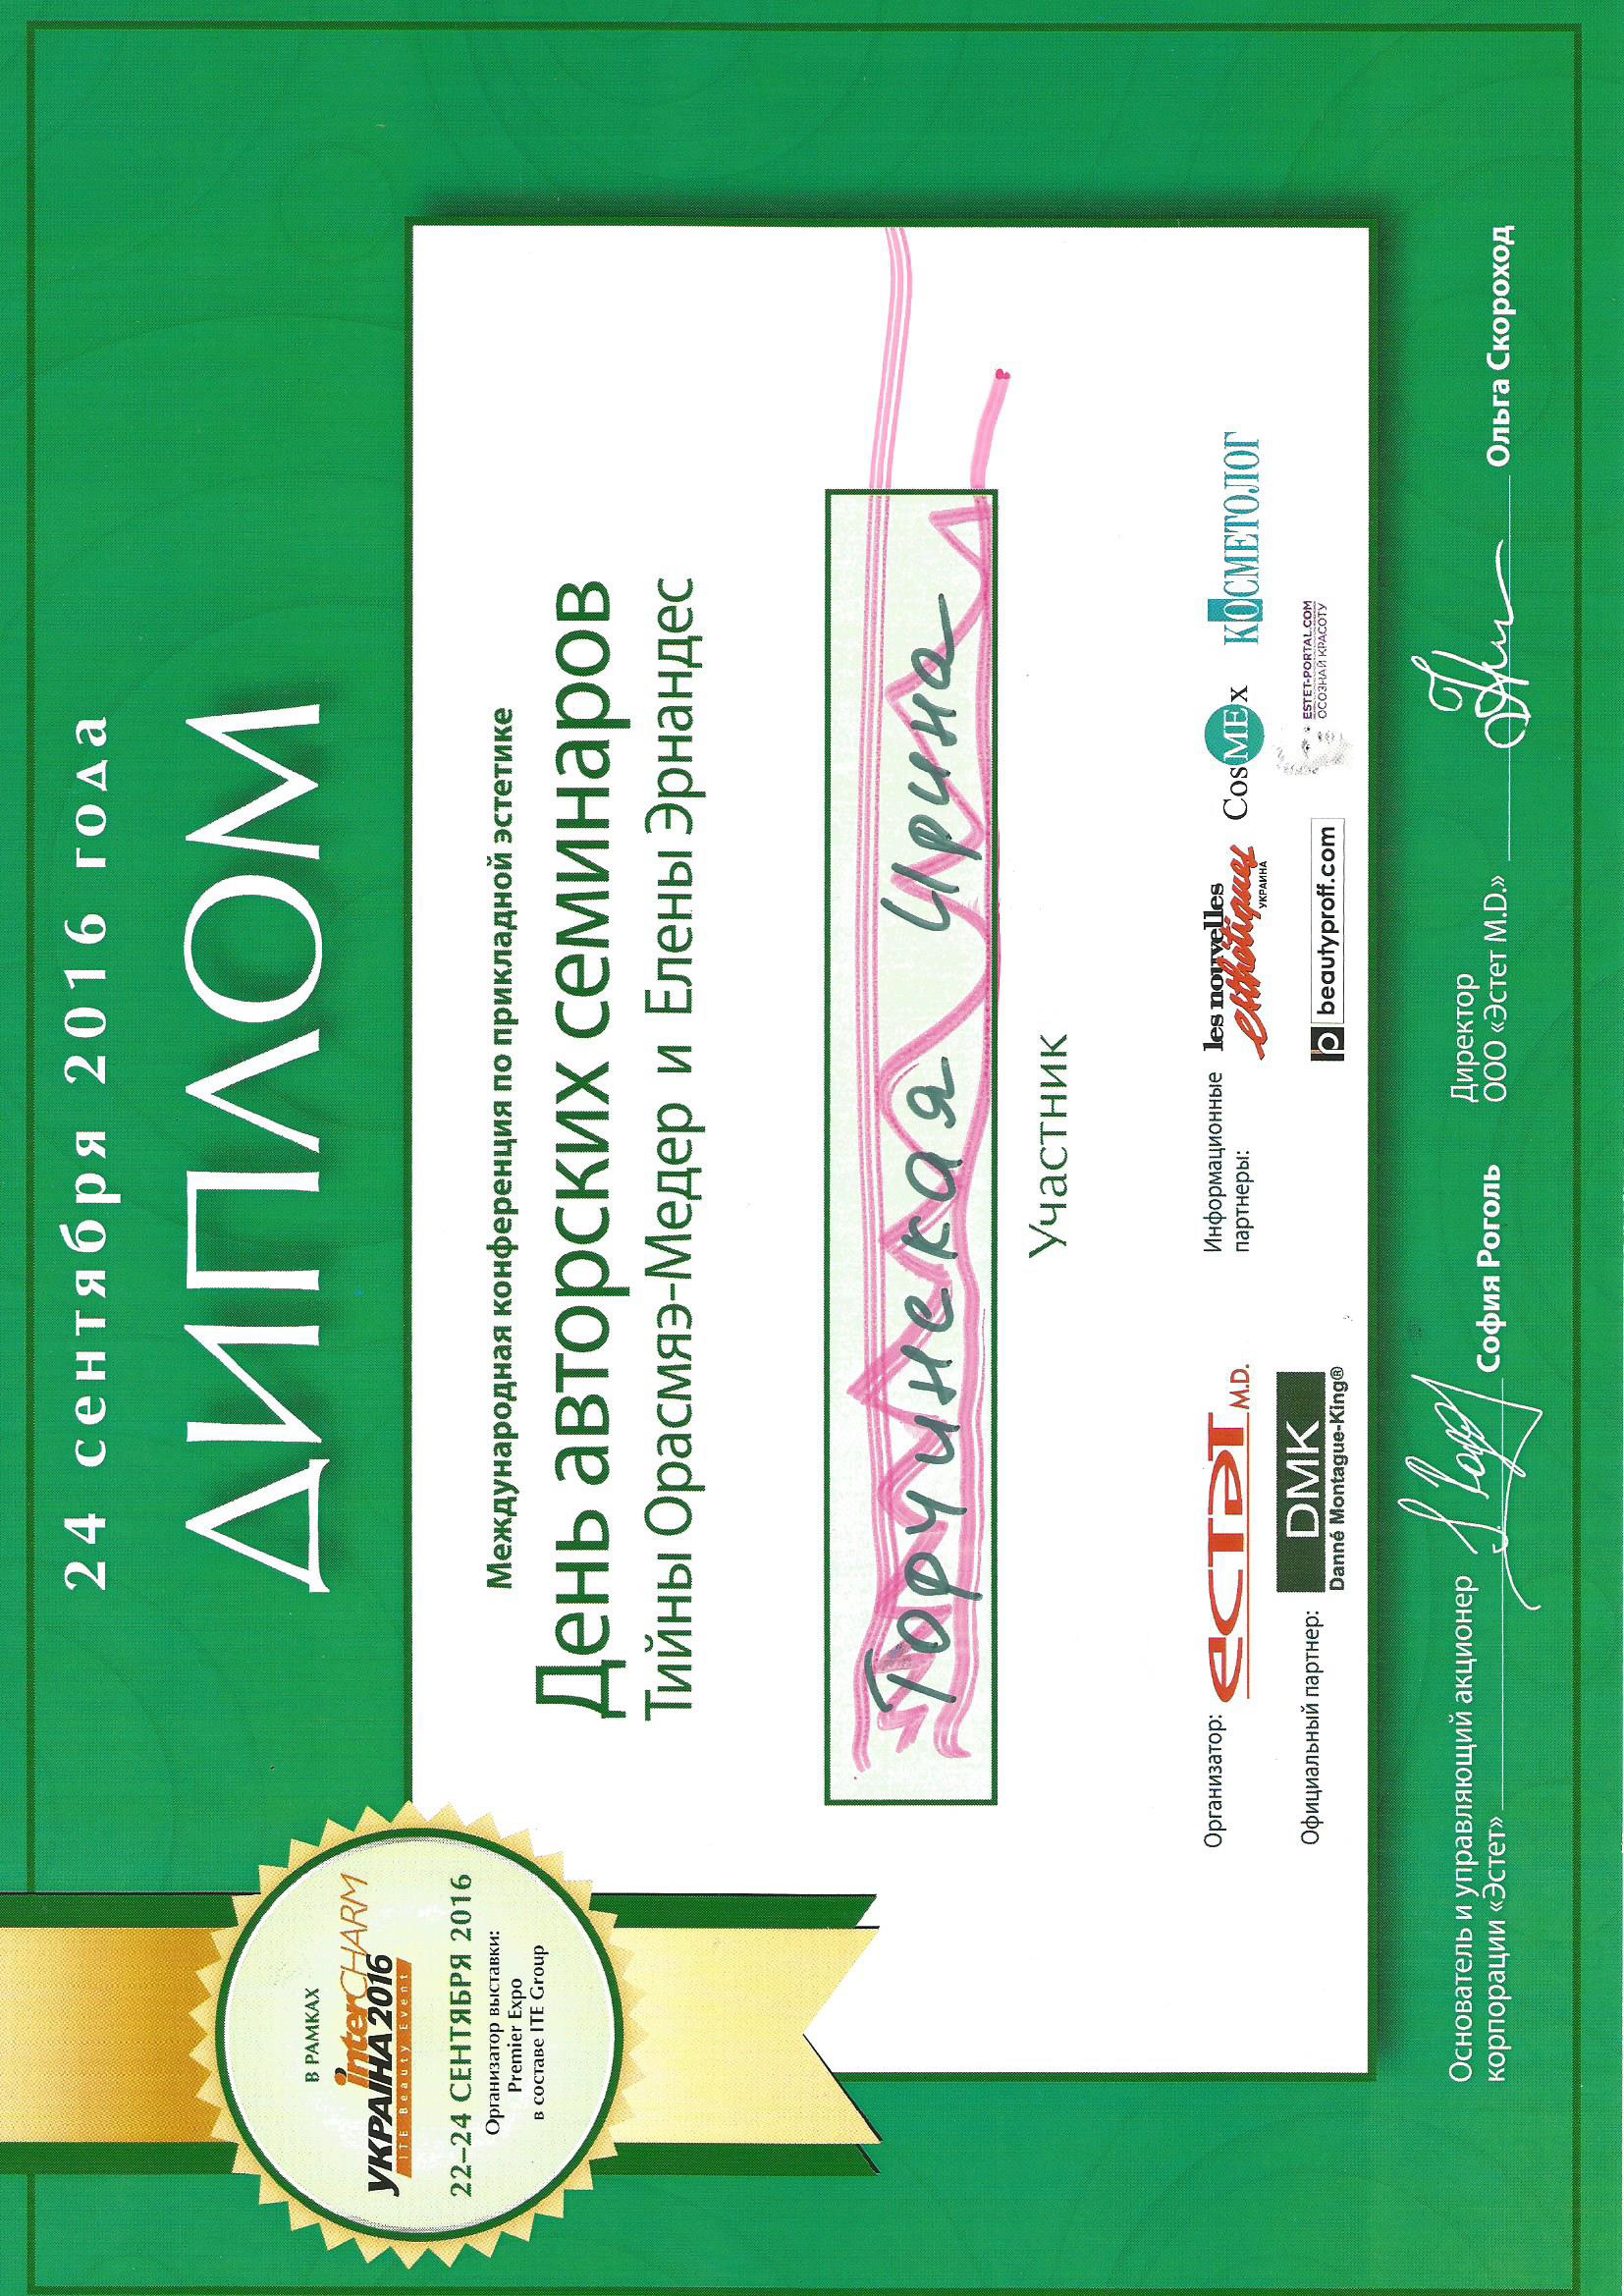 24 сентября 2016 года
ДИПЛОМ
В РАМКАХ
interCHARM
УКРАЇНА 2016
ITE Beauty Event
22–24 СЕНТЯБРЯ 2016
Организатор выставки:
Premier Expo
в составе ITE Group
Международная конференция по прикладной эстетике
День авторских семинаров
Тийны Орасмяэ-Медер и Елены Эрнандес
Торчинская Ирина
Участник
Организатор:
естет M.D.
Официальный партнер:
DMK
Danné Montague-King®
Информационные
партнеры:
les nouvelles
esthétiques
УКРАИНА
CosMEx
КОСМЕТОЛОГ
p beautyproff.com
ESTET-PORTAL.COM
ОСОЗНАЙ КРАСОТУ
Основатель и управляющий акционер
корпорации «Эстет»
София Роголь
Директор
ООО «Эстет M.D.»
Ольга Скороход